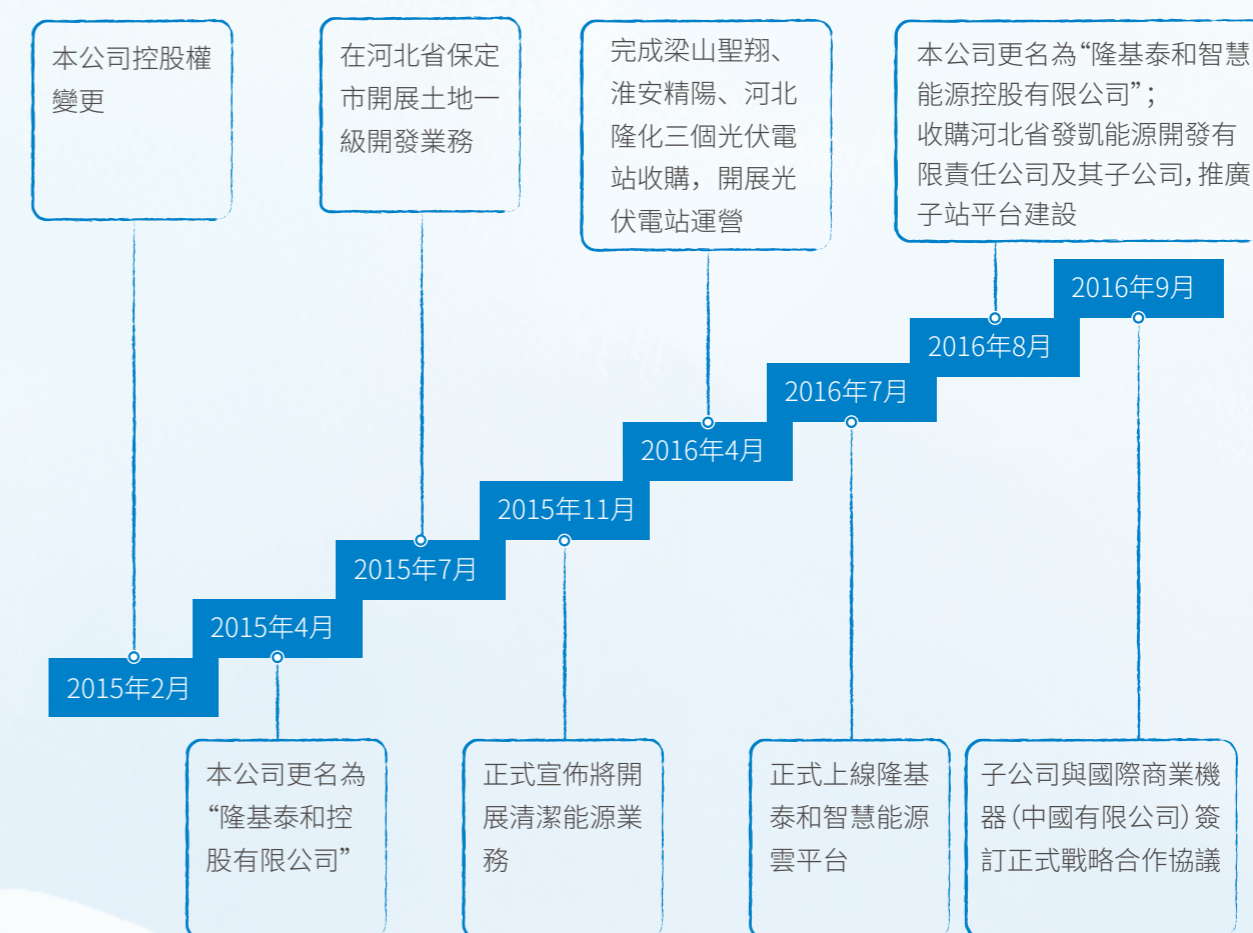 本公司控股權
變更
在河北省保定
市開展土地一
級開發業務
完成梁山聖翔、
淮安精陽、河北
隆化三個光伏電
站收購，開展光
伏電站運營
本公司更名為“隆基泰和智慧
能源控股有限公司”；
收購河北省發凱能源開發有
限責任公司及其子公司，推廣
子站平台建設
2016年9月
2016年8月
2016年7月
2016年4月
2015年11月
2015年7月
2015年4月
2015年2月
本公司更名為
“隆基泰和控
股有限公司”
正式宣佈將開
展清潔能源業
務
正式上線隆基
泰和智慧能源
雲平台
子公司與國際商業機
器（中國有限公司）簽
訂正式戰略合作協議